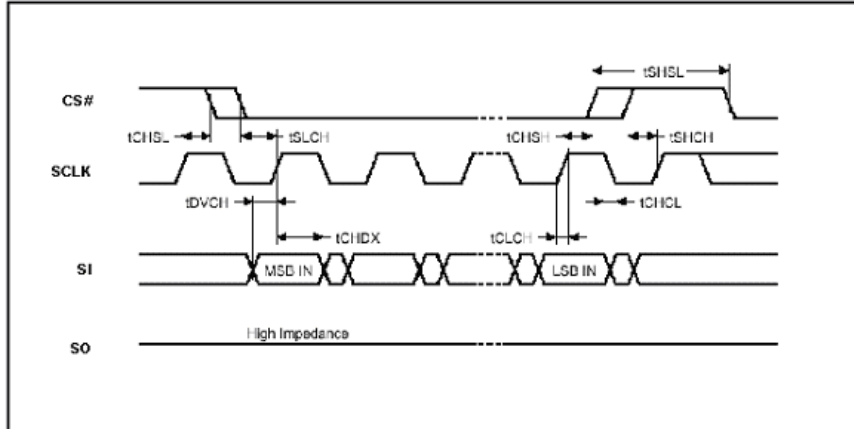 tSHSL
CS#
tCHSL
tSLCH
tCHSH
tSHCH
SCLK
tDVCH
tCHCL
tCHDX
tCLCH
SI
MSB IN
LSB IN
High Impedance
SO